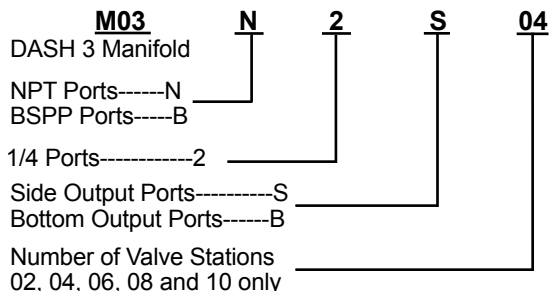 M03 N 2 S 04
DASH 3 Manifold
NPT Ports------N
BSPP Ports-----B
1/4 Ports------------2
Side Output Ports----------S
Bottom Output Ports------B
Number of Valve Stations
02, 04, 06, 08 and 10 only